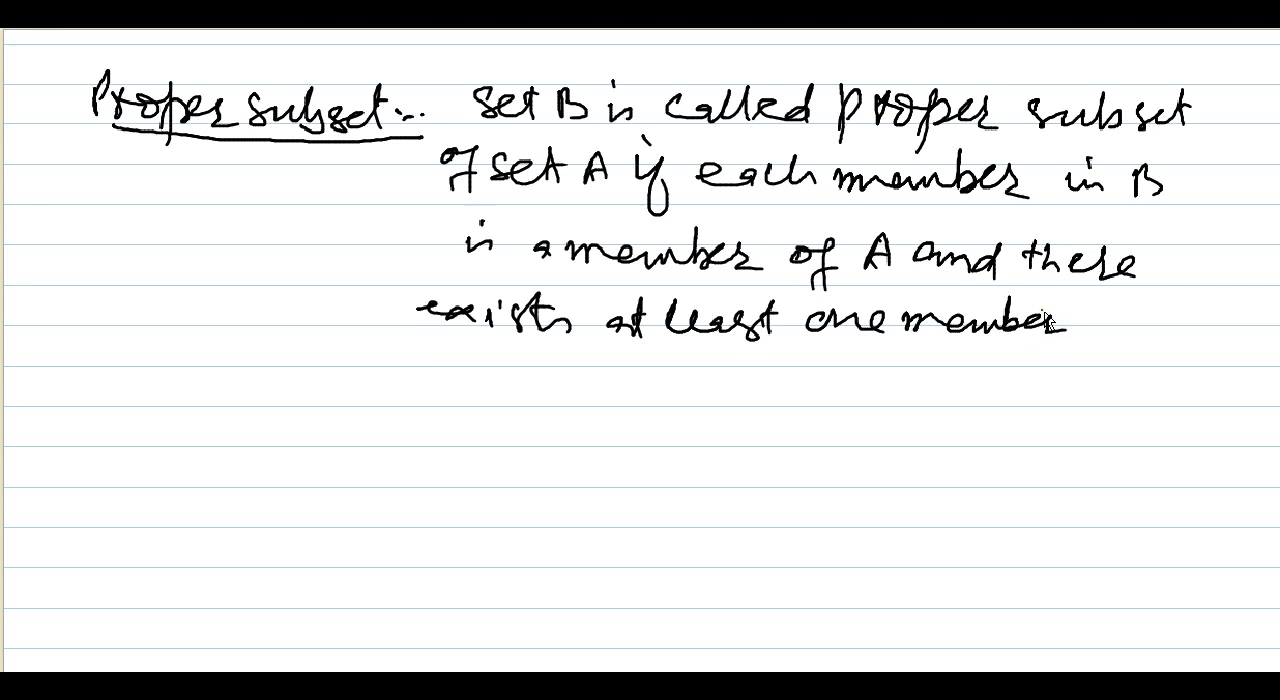 Proper subset:- set B is called proper subset
of set A if each member in B
is a member of A and there
exists at least one member